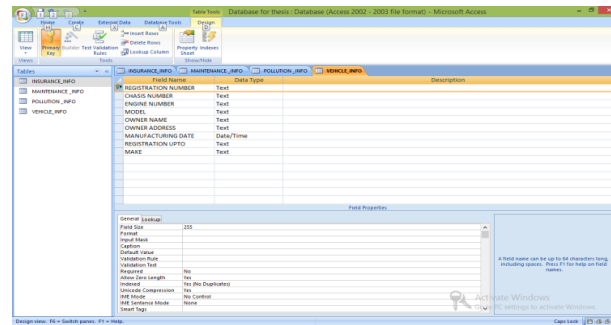 Table Tools Database for thesis : Database (Access 2002 - 2003 file format) - Microsoft Access
Home Create External Data Database Tools Design
View Primary Key Builder Test Validation Rules Insert Rows Delete Rows Lookup Column Property Sheet Indexes
Views Tools Show/Hide
Tables INSURANCE_INFO MAINTENANCE_INFO POLLUTION_INFO VEHICLE_INFO
INSURANCE_INFO
MAINTENANCE_INFO
POLLUTION_INFO
VEHICLE_INFO
Field Name Data Type Description
REGISTRATION NUMBER Text
CHASIS NUMBER Text
ENGINE NUMBER Text
MODEL Text
OWNER NAME Text
OWNER ADDRESS Text
MANUFACTURING DATE Date/Time
REGISTRATION UPTO Text
MAKE Text
Field Properties
General Lookup
Field Size 255
Format
Input Mask
Caption
Default Value
Validation Rule
Validation Text
Required No
Allow Zero Length Yes
Indexed Yes (No Duplicates)
Unicode Compression Yes
IME Mode No Control
IME Sentence Mode None
Smart Tags
A field name can be up to 64 characters long,
including spaces. Press F1 for help on field
names.
Activate Windows
PC settings to activate Windows.
Design view. F6 = Switch panes. F1 = Help. Caps Lock